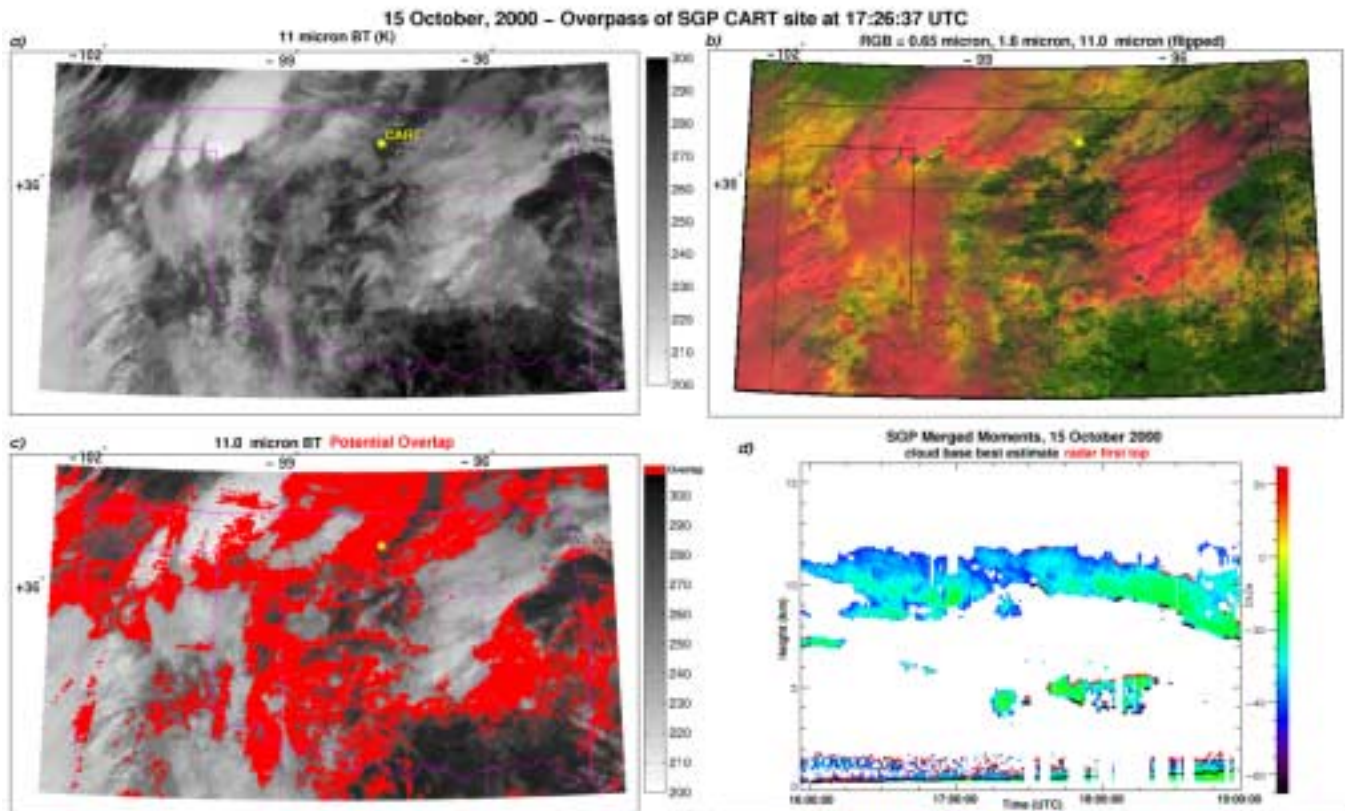 15 October, 2000 – Overpass of SGP CART site at 17:26:37 UTC
a)
11 micron BT (K)
-102
-99
-96
+36
CART
300
290
280
270
260
250
240
230
220
210
200
b)
RGB = 0.65 micron, 1.6 micron, 11.0 micron (flipped)
-102
-99
-96
+36
c)
11.0 micron BT Potential Overlap
-102
-99
-96
+36
Overlap
300
290
280
270
260
250
240
230
220
210
200
d)
SGP Merged Moments, 15 October 2000
cloud base best estimate radar first top
Height (km)
10
5
0
16:00:00
17:00:00
18:00:00
19:00:00
Time (UTC)